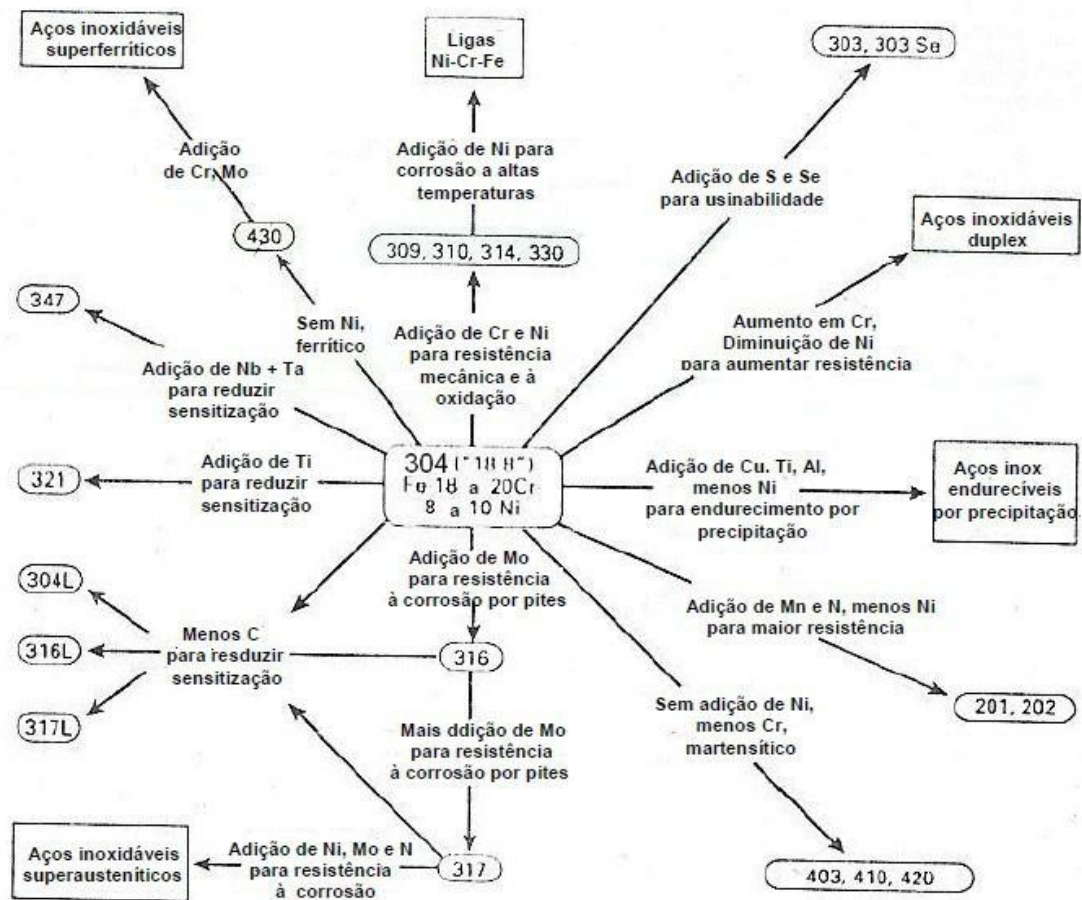 Aços inoxidáveis
superferríticos
Ligas
Ni-Cr-Fe
303, 303 Se
Adição
de Cr, Mo
Adição de Ni para
corrosão a altas
temperaturas
Adição de S e Se
para usinabilidade
Aços inoxidáveis
duplex
430
309, 310, 314, 330
347
Sem Ni,
ferrítico
Adição de Cr e Ni
para resistência
mecânica e à
oxidação
Aumento em Cr,
Diminuição de Ni
para aumentar resistência
Adição de Nb + Ta
para reduzir
sensitização
304 ("18 8")
Fe 18 a 20Cr
8 a 10 Ni
321
Adição de Ti
para reduzir
sensitização
Adição de Cu. Ti, Al,
menos Ni
para endurecimento por
precipitação
Aços inox
endurecíveis
por precipitação
Adição de Mo
para resistência
à corrosão por pites
304L
316L
317L
Menos C
para iresduzir
sensitização
316
Adição de Mn e N, menos Ni
para maior resistência
201, 202
Sem adição de Ni,
menos Cr,
martensítico
Mais ddição de Mo
para resistência
à corrosão por pites
Aços inoxidáveis
superausteníticos
Adição de Ni, Mo e N
para resistência
à corrosão
317
403, 410, 420